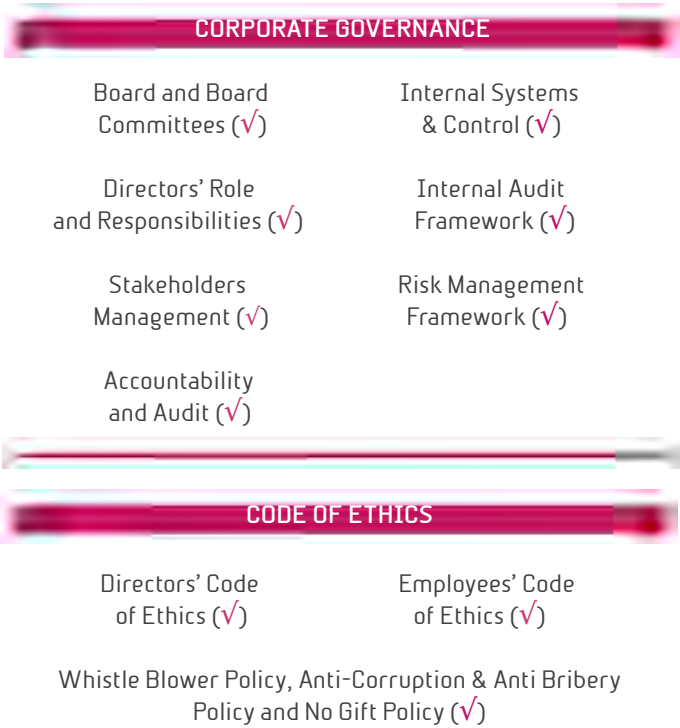 CORPORATE GOVERNANCE
Board and Board
Committees (√)
Internal Systems
& Control (√)
Directors’ Role
and Responsibilities (√)
Internal Audit
Framework (√)
Stakeholders
Management (√)
Risk Management
Framework (√)
Accountability
and Audit (√)
CODE OF ETHICS
Directors’ Code
of Ethics (√)
Employees’ Code
of Ethics (√)
Whistle Blower Policy, Anti-Corruption & Anti Bribery
Policy and No Gift Policy (√)